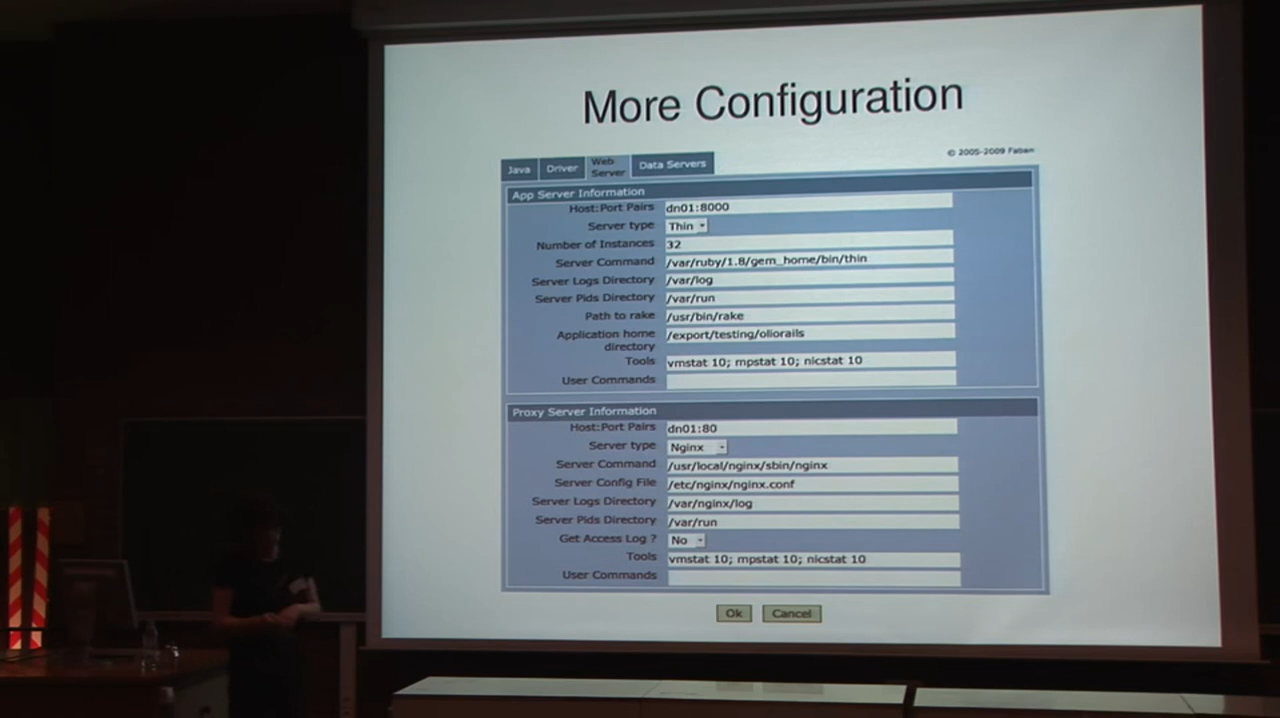 More Configuration
© 2005-2009 Faban
Java Driver Web Server Data Servers
App Server Information
Host:Port Pairs dn01:8000
Server type Thin
Number of Instances 32
Server Command /var/ruby/1.8/gem_home/bin/thin
Server Logs Directory /var/log
Server Pids Directory /var/run
Path to rake /usr/bin/rake
Application home directory /export/testing/oliorails
Tools vmstat 10; mpstat 10; nicstat 10
User Commands
Proxy Server Information
Host:Port Pairs dn01:80
Server type Nginx
Server Command /usr/local/nginx/sbin/nginx
Server Config File /etc/nginx/nginx.conf
Server Logs Directory /var/nginx/log
Server Pids Directory /var/run
Get Access Log ? No
Tools vmstat 10; mpstat 10; nicstat 10
User Commands
Ok Cancel